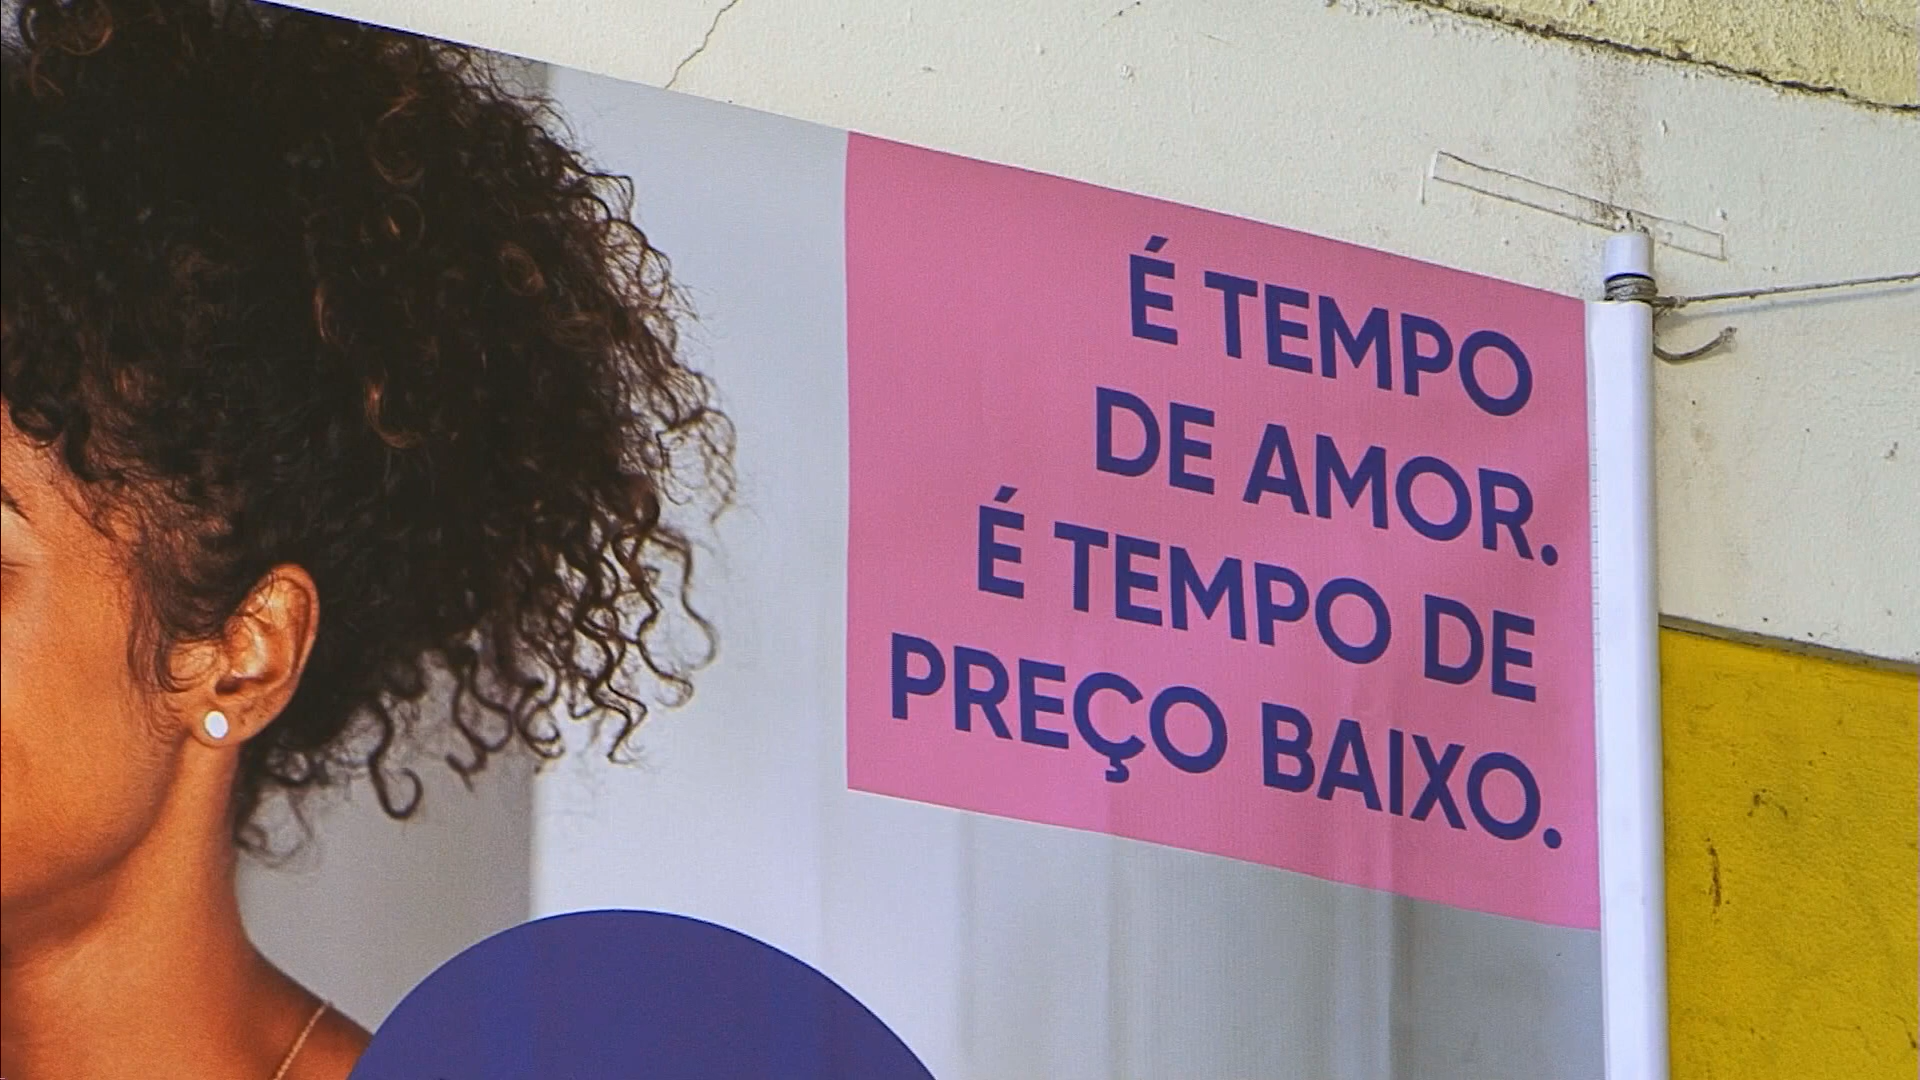 É TEMPO
DE AMOR.
É TEMPO DE
PREÇO BAIXO.